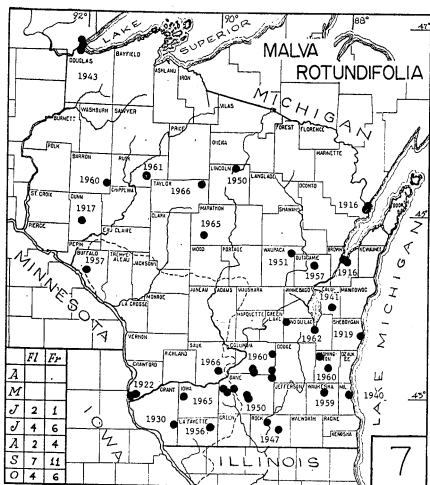 92° 90° 88° 47°
LAKE SUPERIOR
MALVA
ROTUNDIFOLIA
DOUGLAS BAYFIELD
1943
ASHLAND IRON
VILAS
MICHIGAN
BURNETT WASHBURN SAWYER
PRICE ONEIDA FOREST FLORENCE
MARINETTE
POLK BARRON RUSK
1961
1960
LINCOLN
1950
LANGLADE
TAYLOR
1966
CHIPPEWA
OCONTO
ST. CROIX DUNN
1917
CLARK MARATHON
1965
SHAWANO
1916
DOOR
45°
PIERCE
EAU CLAIRE
PEPIN
BUFFALO
1957
TREMPEALEAU JACKSON
WOOD PORTAGE WAUPACA
1951
OUTAGAMIE
1957
BROWN
1916
KEWAUNEE
MINNESOTA
MONROE
LA CROSSE
JUNEAU ADAMS WAUSHARA WINNEBAGO
CALU-
1941
MANITOWOC
MARQUETTE GREEN
LAKE
FOND DU LAC
1962
SHEBOYGAN
1919
VERNON
RICHLAND SAUK
1966
COLUMBIA
1960
DODGE
OZAUKEE
1960
CRAWFORD
1922
Fl Fr
A
M
J 2 1
J 4 6
A 2 4
S 7 11
O 4 6
IOWA
GRANT
1930
IOWA
1965
DANE
1950
JEFFERSON
WAUKESHA
1959
MIL.
1940
43°
LA FAYETTE
1956
GREEN
ROCK
1947
WALWORTH RACINE
KENOSHA
LAKE MICHIGAN
ILLINOIS
7